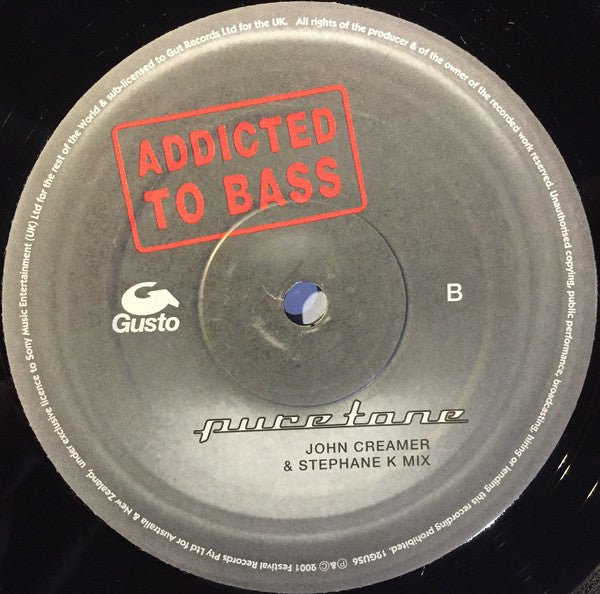 ADDICTED
TO BASS
Gusto
B
puretone
JOHN CREAMER
& STEPHANE K MIX
℗ & © 2001 Festival Records Pty Ltd for Australia & New Zealand, under exclusive licence to Sony Music Entertainment (UK) Ltd for the rest of the World & sub-licensed to Gut Records Ltd for the UK. All rights of the producer & of the owner of the recorded work reserved. Unauthorised copying, public performance, broadcasting, hiring or lending this recording prohibited. 12GUS6